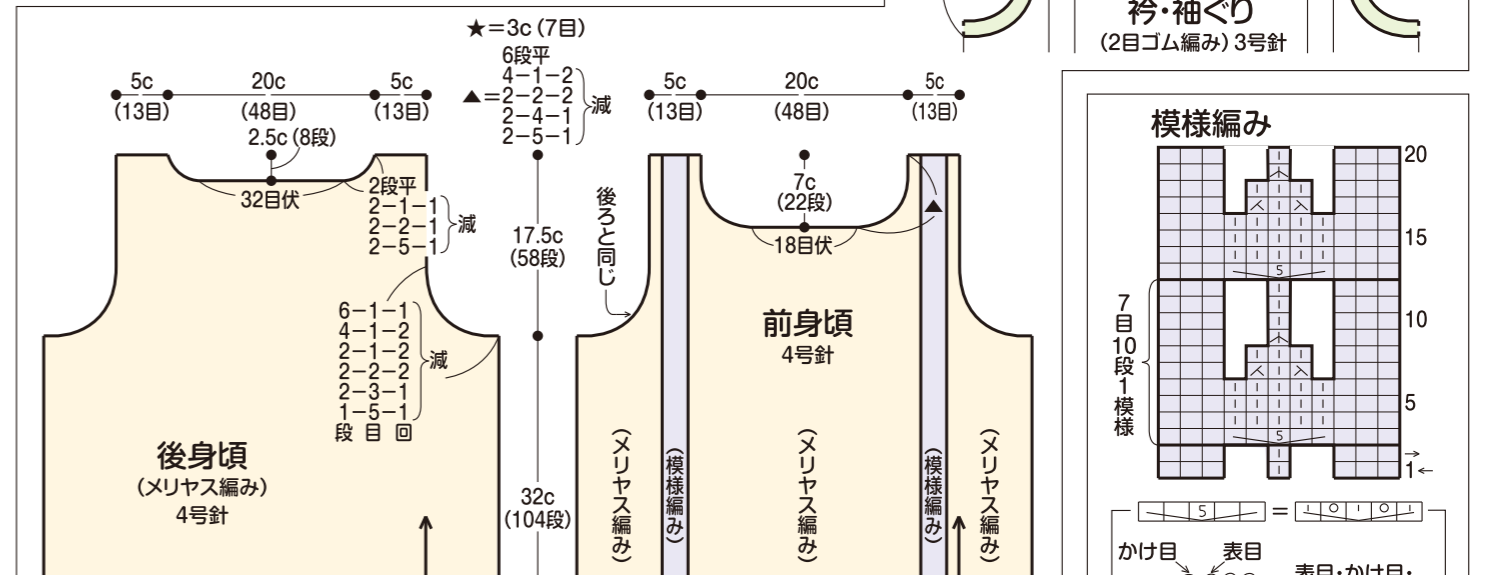 ★=3c(7目)
6段平
4-1-2
▲=2-2-2
2-4-1
2-5-1
減
5c
(13目)
20c
(48目)
5c
(13目)
2.5c(8段)
32目伏
2段平
2-1-1
2-2-1
2-5-1
減
6-1-1
4-1-2
2-1-2
2-2-2
2-3-1
1-5-1
段 目 回
減
後身頃
(メリヤス編み)
4号針
17.5c
(58段)
32c
(104段)
5c
(13目)
20c
(48目)
5c
(13目)
7c
(22段)
▲
18目伏
後ろと同じ
前身頃
4号針
(メリヤス編み)
(模様編み)
(メリヤス編み)
(模様編み)
(メリヤス編み)
衿・袖ぐり
(2目ゴム編み)3号針
模様編み
20
15
10
5
→
1←
5
5
7目10段1模様
5 = I O I O I
かけ目
表目
表目・かけ目・